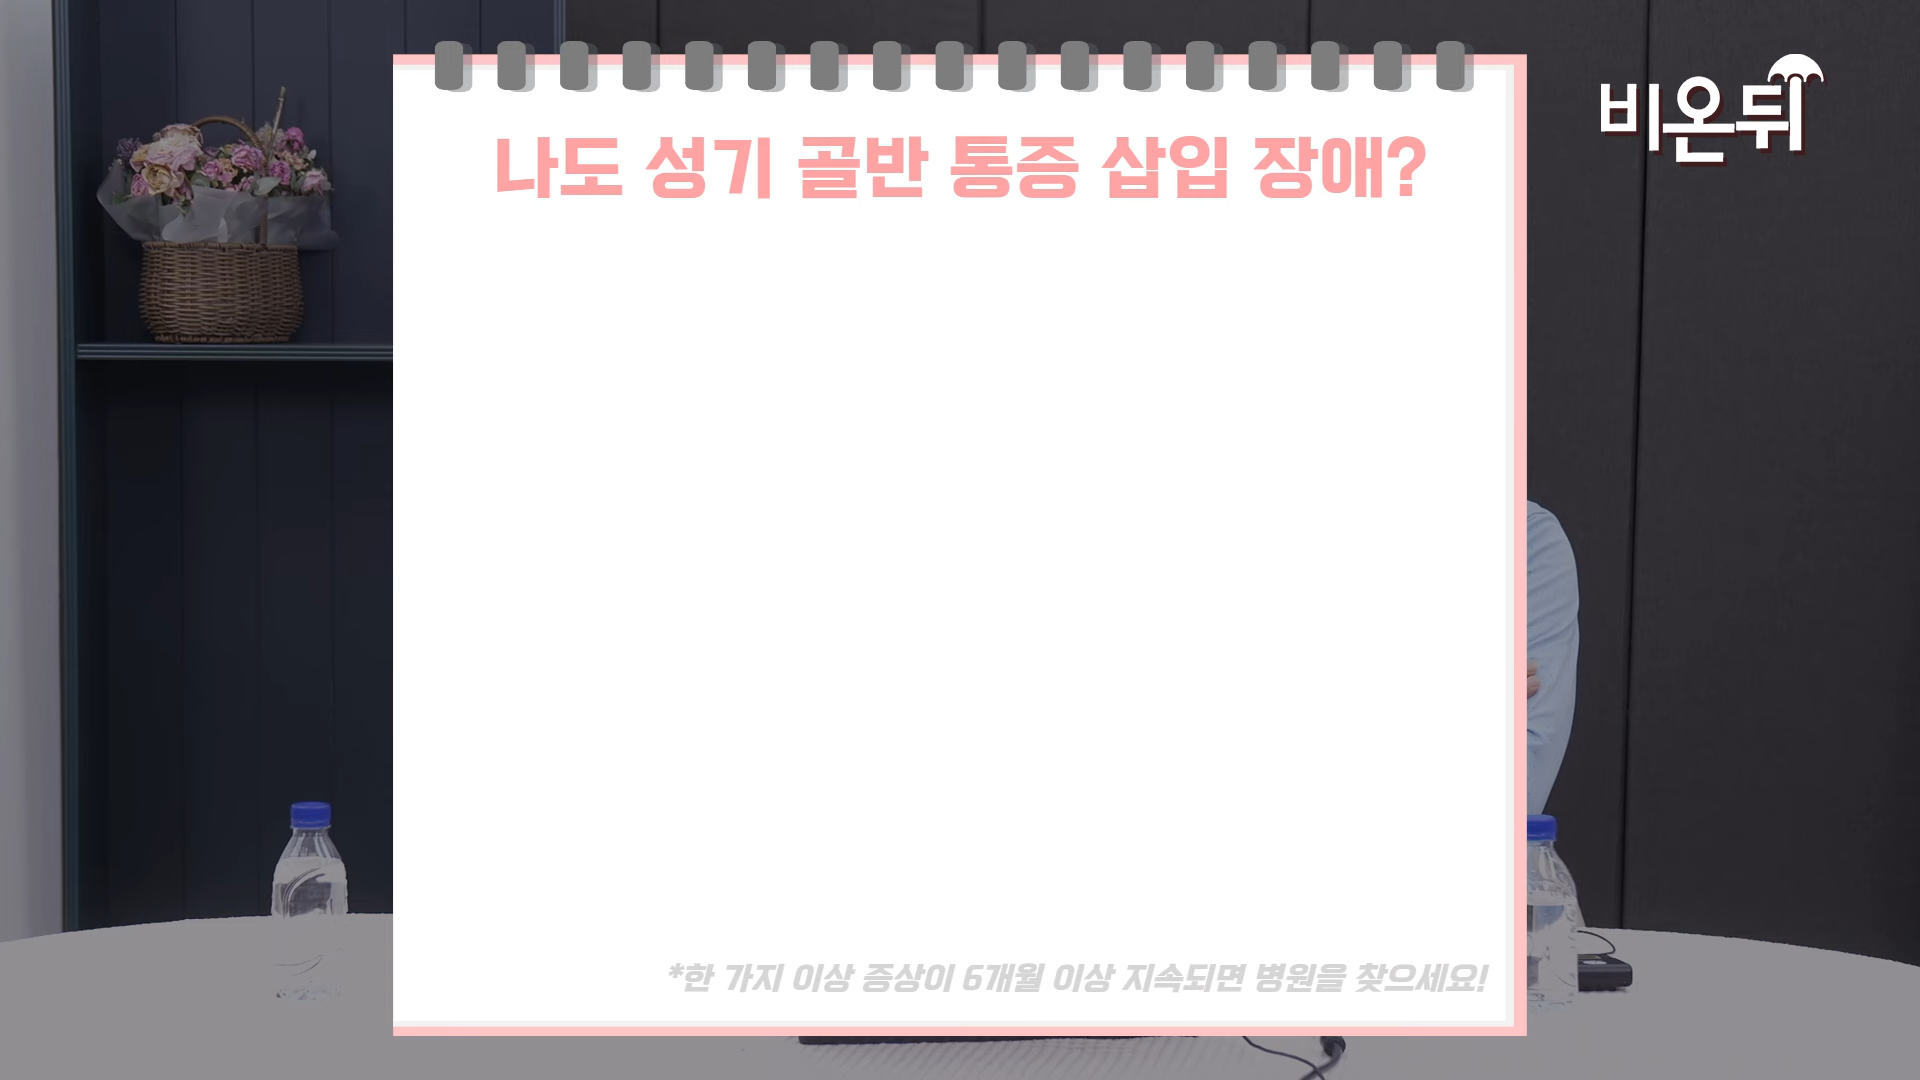 비온뒤
나도 성기 골반 통증 삽입 장애?
*한 가지 이상 증상이 6개월 이상 지속되면 병원을 찾으세요!